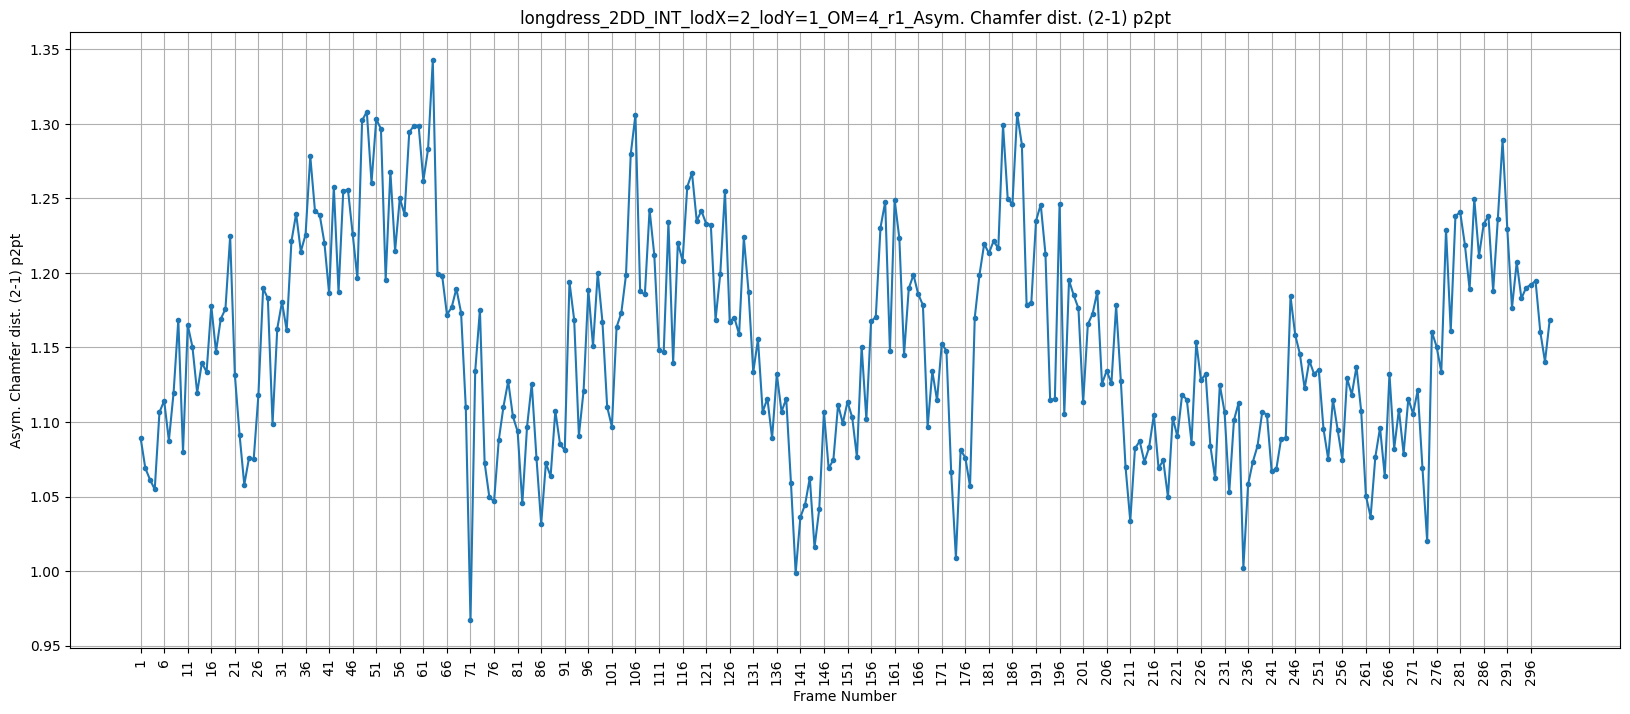 longdress_2DD_INT_lodX=2_lodY=1_OM=4_r1_Asym. Chamfer dist. (2-1) p2pt
Asym. Chamfer dist. (2-1) p2pt
1.35
1.30
1.25
1.20
1.15
1.10
1.05
1.00
0.95
1 6 11 16 21 26 31 36 41 46 51 56 61 66 71 76 81 86 91 96 101 106 111 116 121 126 131 136 141 146 151 156 161 166 171 176 181 186 191 196 201 206 211 216 221 226 231 236 241 246 251 256 261 266 271 276 281 286 291 296
Frame Number